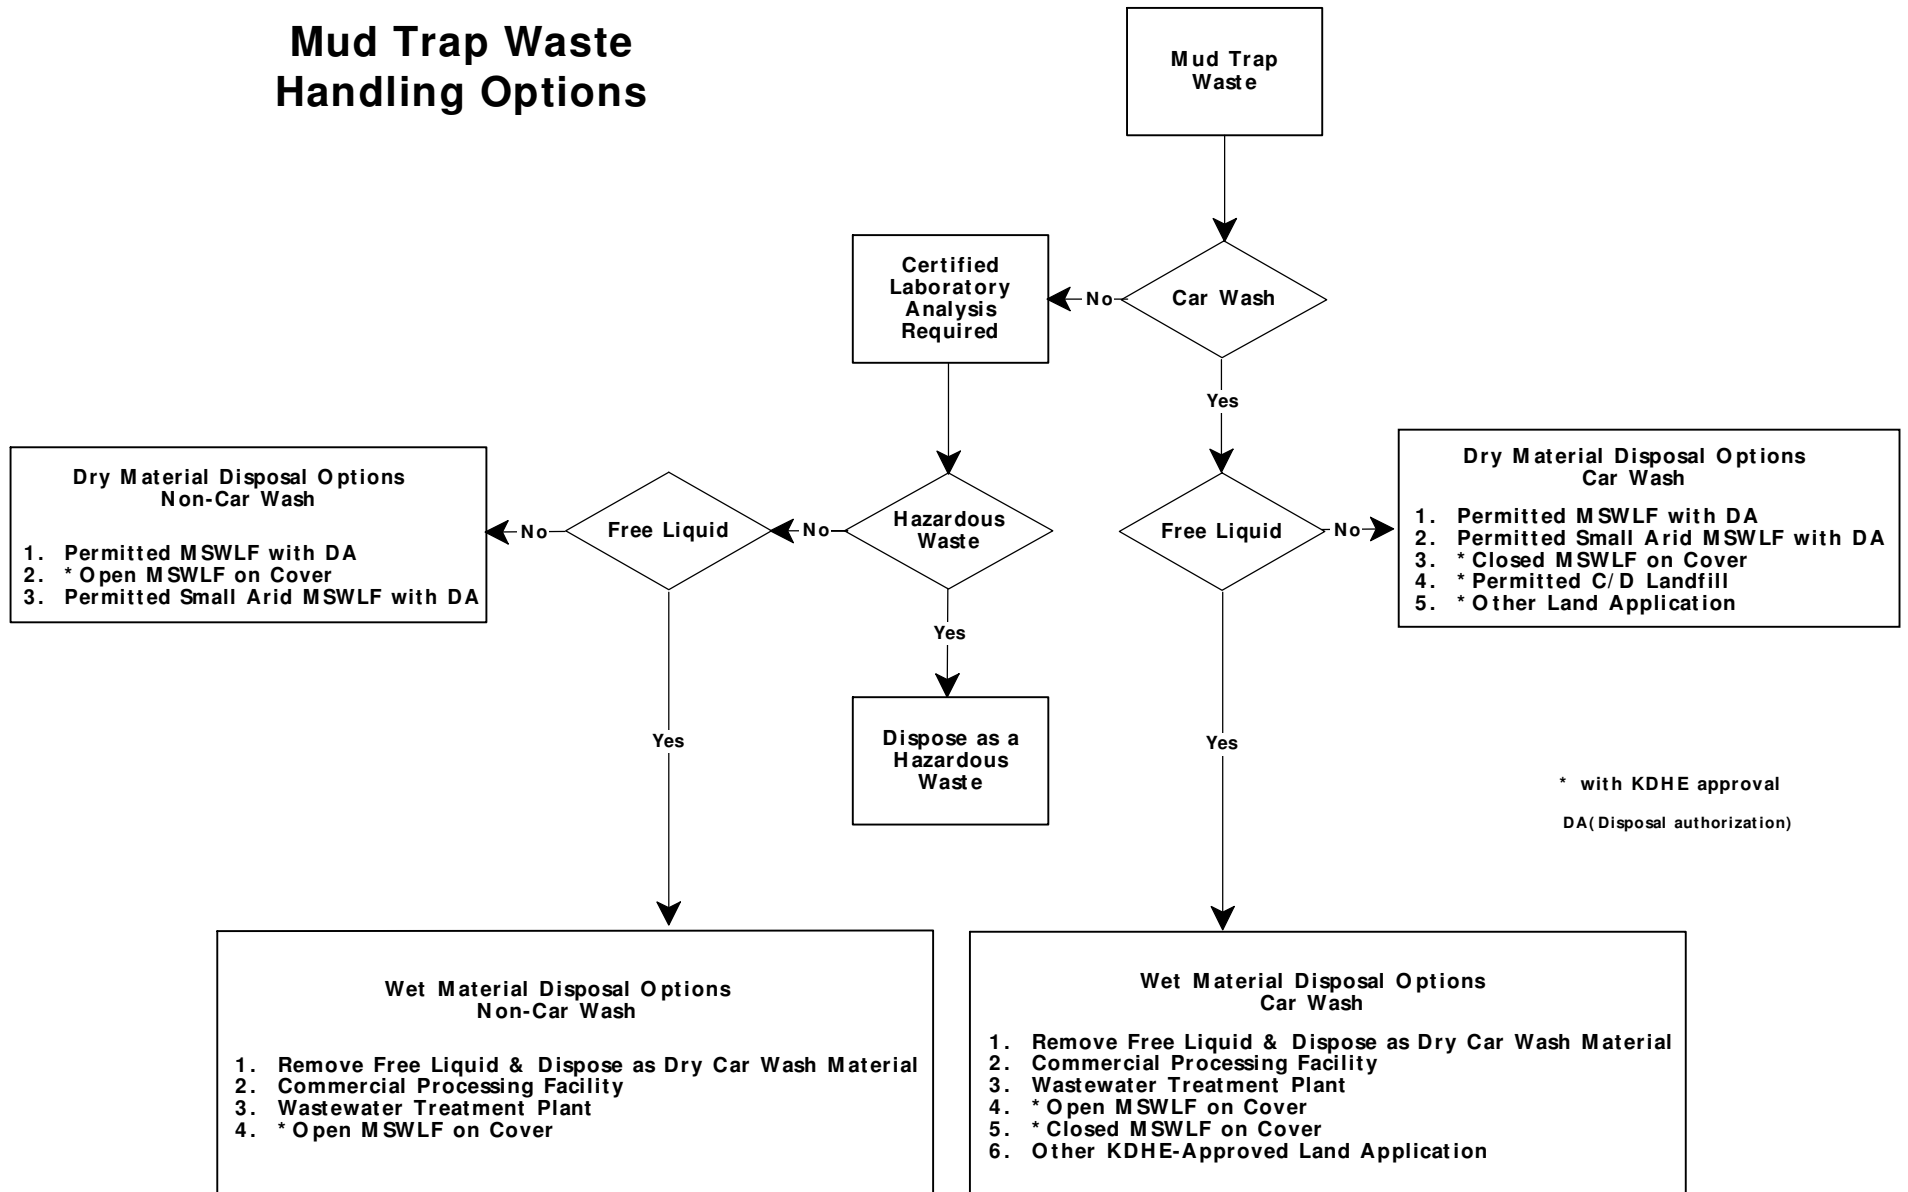 Mud Trap Waste
Handling Options
Mud Trap
Waste
Car Wash
No
Certified
Laboratory
Analysis
Required
Yes
Dry Material Disposal Options
Non-Car Wash
1. Permitted MSWLF with DA
2. * Open MSWLF on Cover
3. Permitted Small Arid MSWLF with DA
No
Free Liquid
No
Hazardous
Waste
Free Liquid
No
Dry Material Disposal Options
Car Wash
1. Permitted MSWLF with DA
2. Permitted Small Arid MSWLF with DA
3. * Closed MSWLF on Cover
4. * Permitted C/D Landfill
5. * Other Land Application
Yes
Yes
Yes
Dispose as a
Hazardous
Waste
* with KDHE approval
DA(Disposal authorization)
Wet Material Disposal Options
Non-Car Wash
1. Remove Free Liquid & Dispose as Dry Car Wash Material
2. Commercial Processing Facility
3. Wastewater Treatment Plant
4. * Open MSWLF on Cover
Wet Material Disposal Options
Car Wash
1. Remove Free Liquid & Dispose as Dry Car Wash Material
2. Commercial Processing Facility
3. Wastewater Treatment Plant
4. * Open MSWLF on Cover
5. * Closed MSWLF on Cover
6. Other KDHE-Approved Land Application